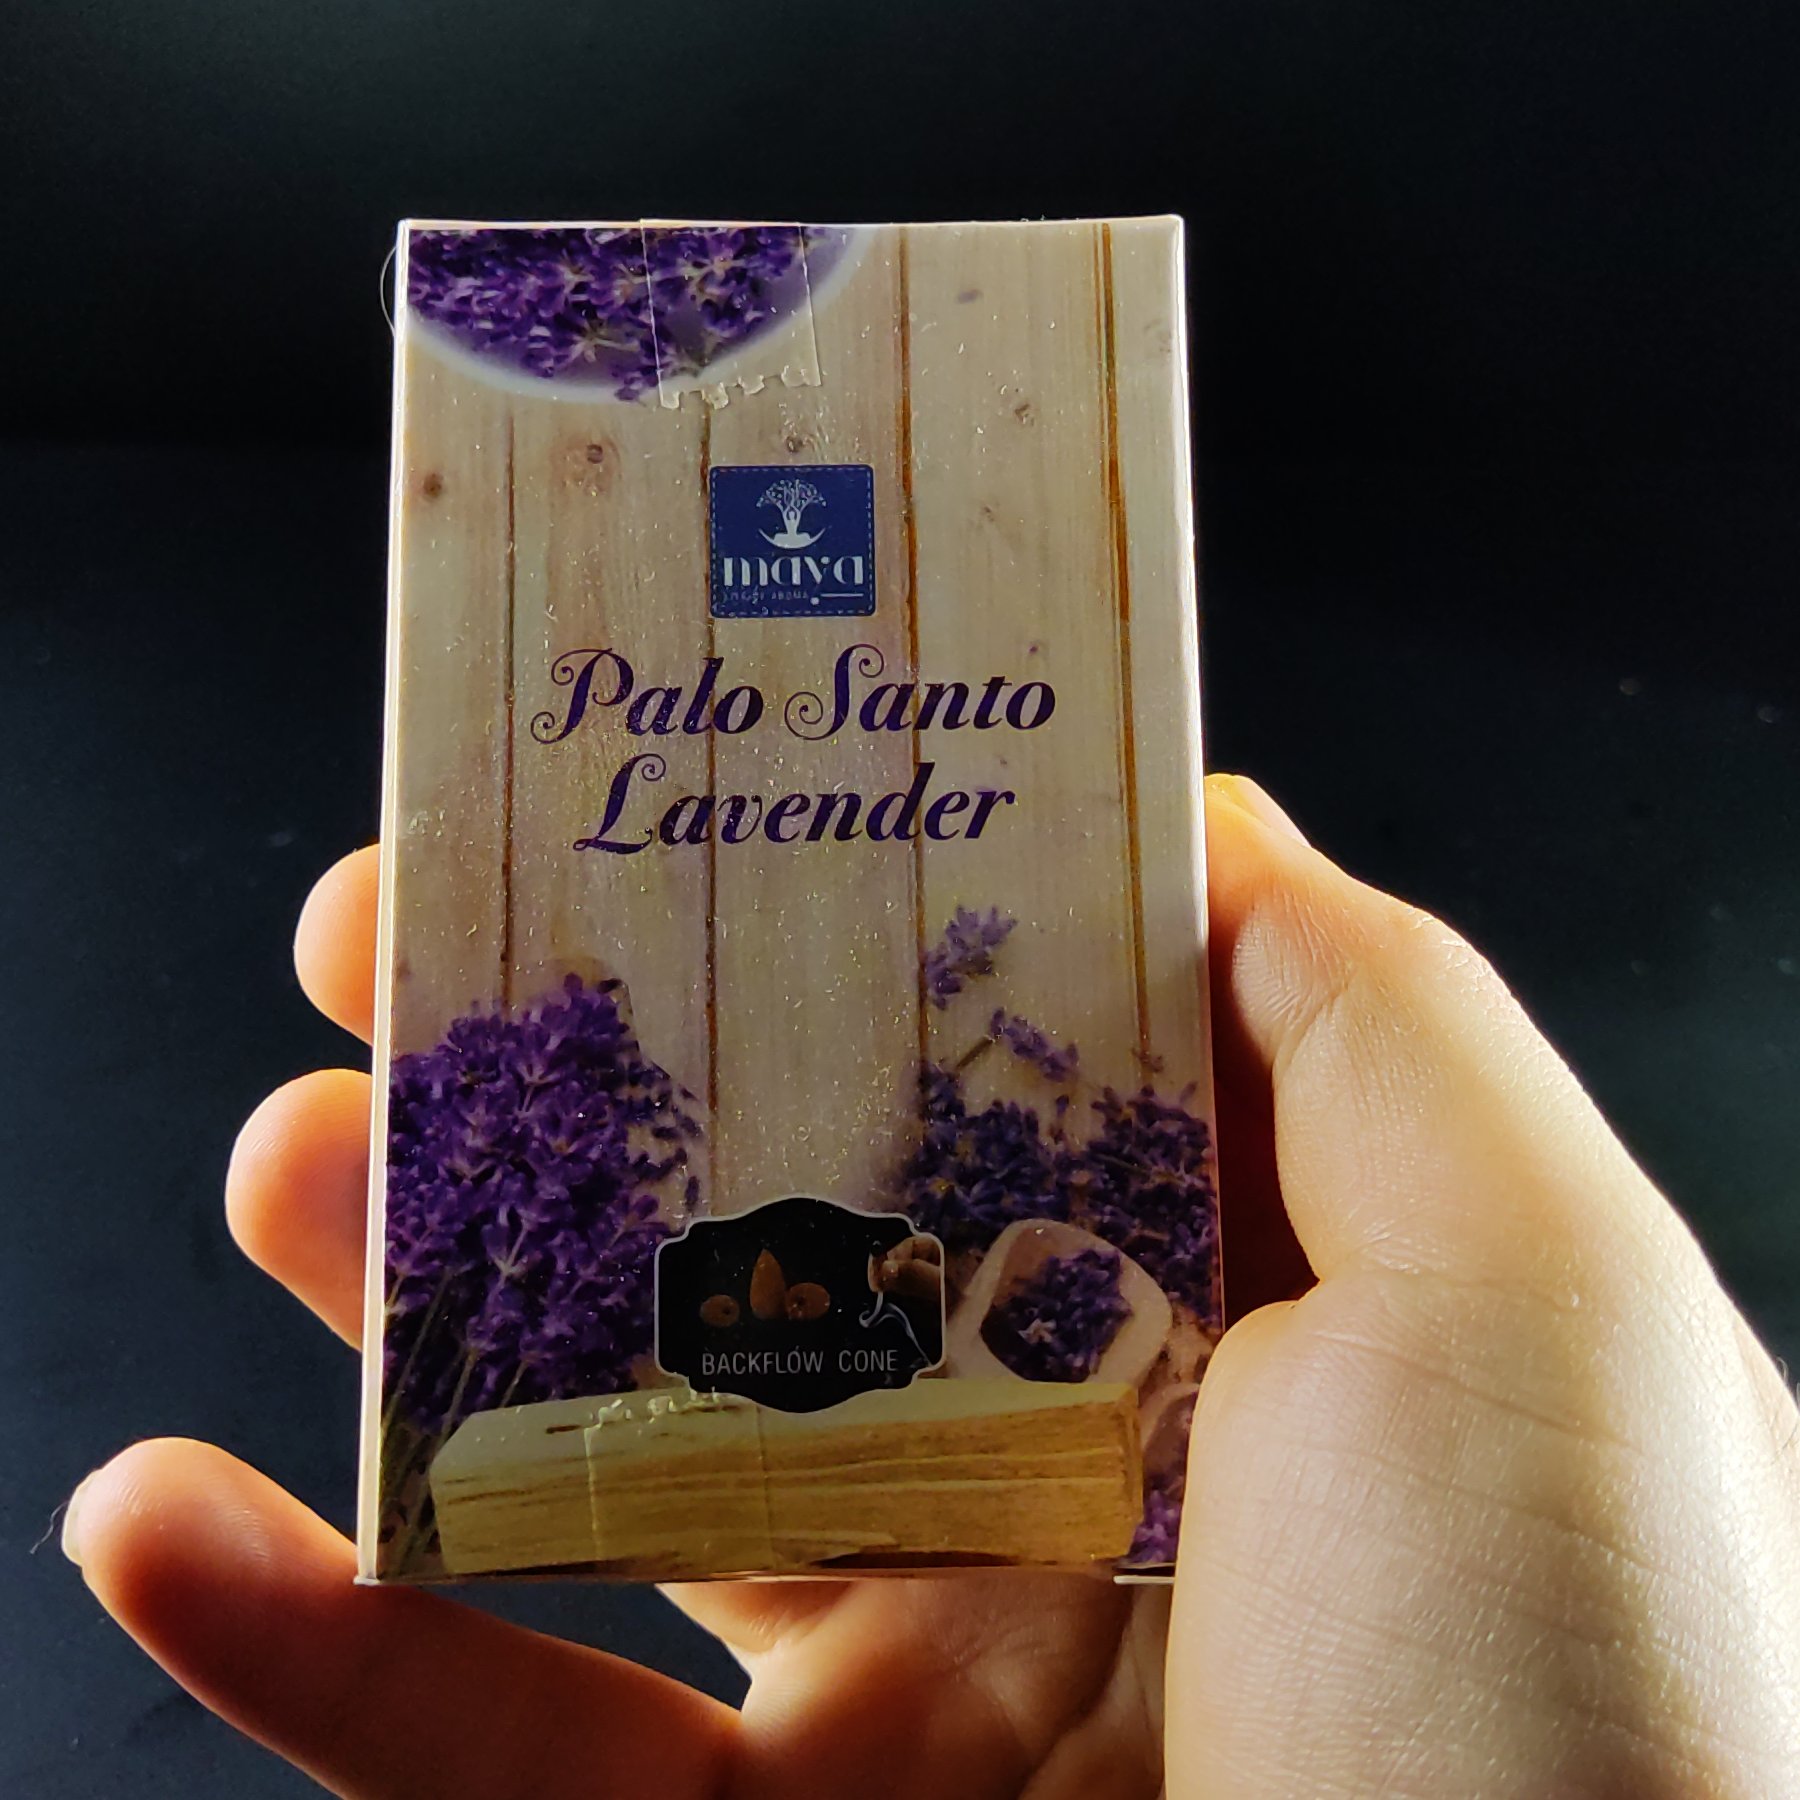 maya
Palo Santo
Lavender
BACKFLOW CONE